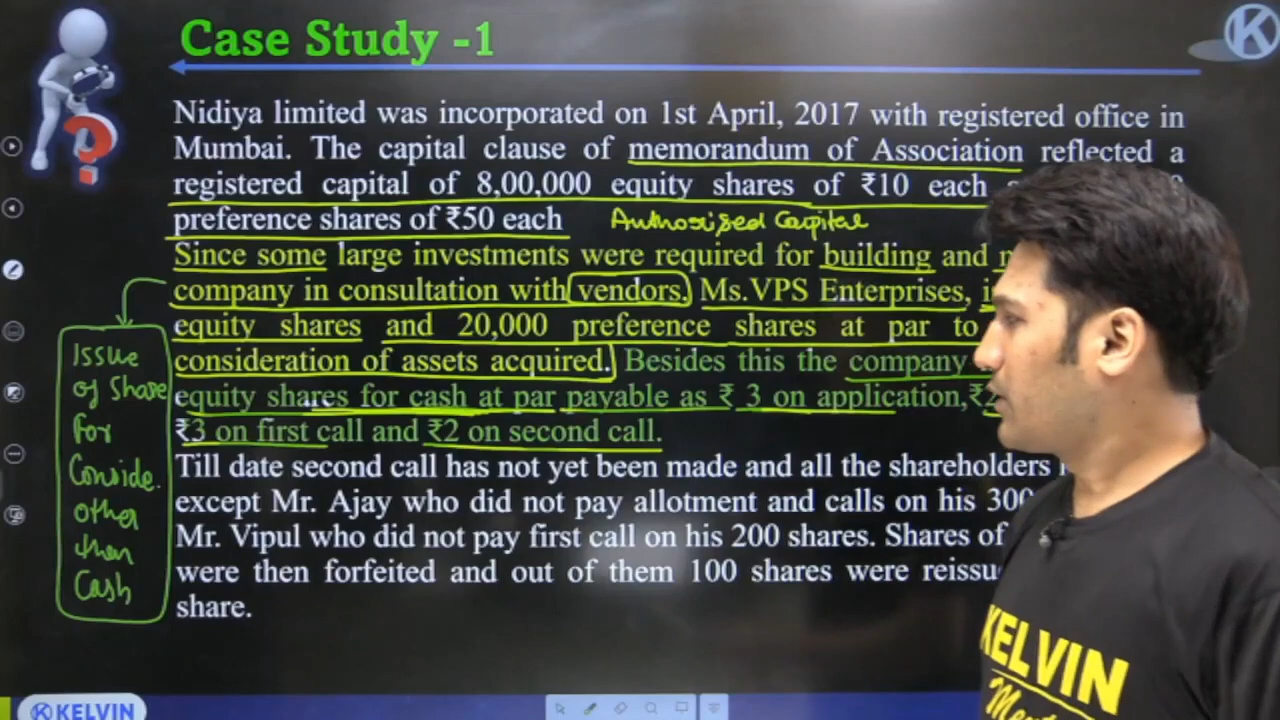 Case Study -1
Nidiya limited was incorporated on 1st April, 2017 with registered office in
Mumbai. The capital clause of memorandum of Association reflected a
registered capital of 8,00,000 equity shares of ₹10 each
preference shares of ₹50 each Authorised Capital
Since some large investments were required for building and
company in consultation with vendors, Ms.VPS Enterprises,
equity shares and 20,000 preference shares at par to
consideration of assets acquired. Besides this the company
equity shares for cash at par payable as ₹ 3 on application,
₹3 on first call and ₹2 on second call.
Till date second call has not yet been made and all the shareholders
except Mr. Ajay who did not pay allotment and calls on his 300
Mr. Vipul who did not pay first call on his 200 shares. Shares of
were then forfeited and out of them 100 shares were
share.
Issue
of Share
for
Conside.
other
then
Cash
KELVIN
KELVIN